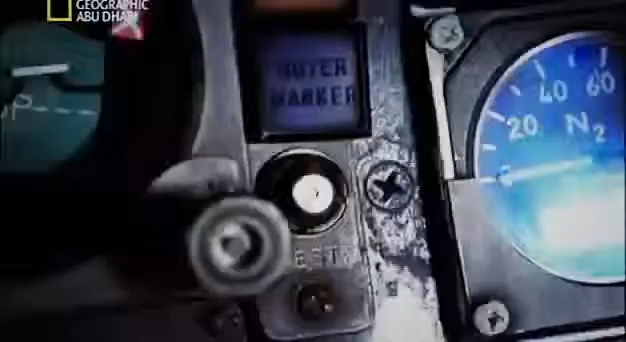 GEOGRAPHIC
ABU DHABI
OUTER
MARKER
40 60
20 N2